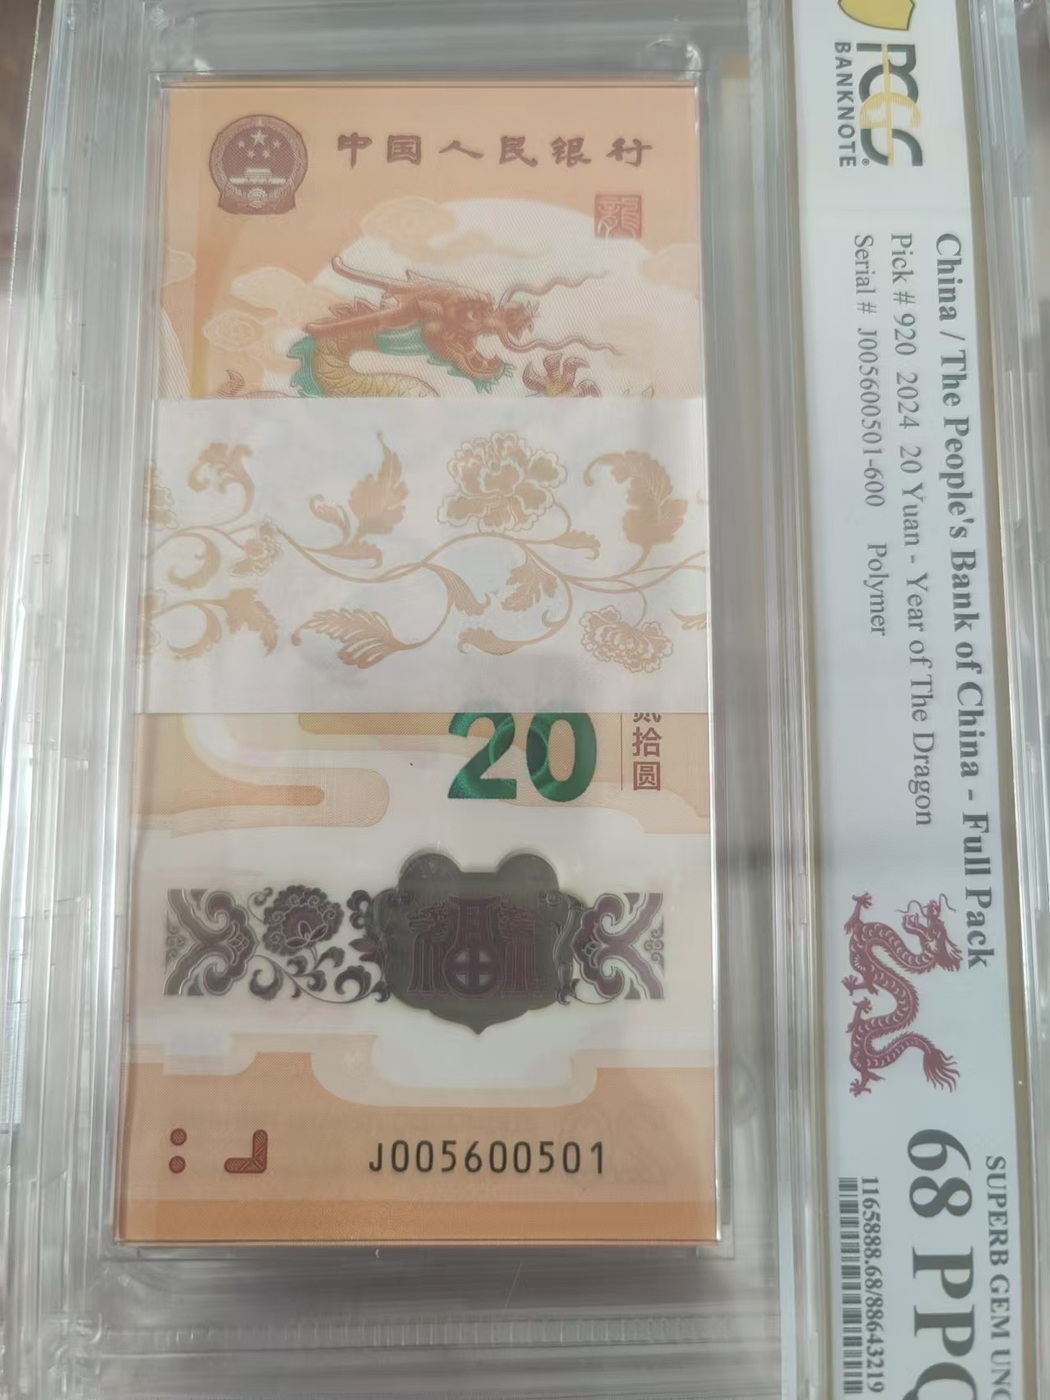 中国人民银行
龍
20
贰拾圆
福
J005600501
PCGS
BANKNOTE
China / The People's Bank of China - Full Pack
Pick # 920 2024 20 Yuan - Year of The Dragon
Serial # J005600501-600 Polymer
SUPERB GEM UNC
68 PPQ
1165888.68/88643219